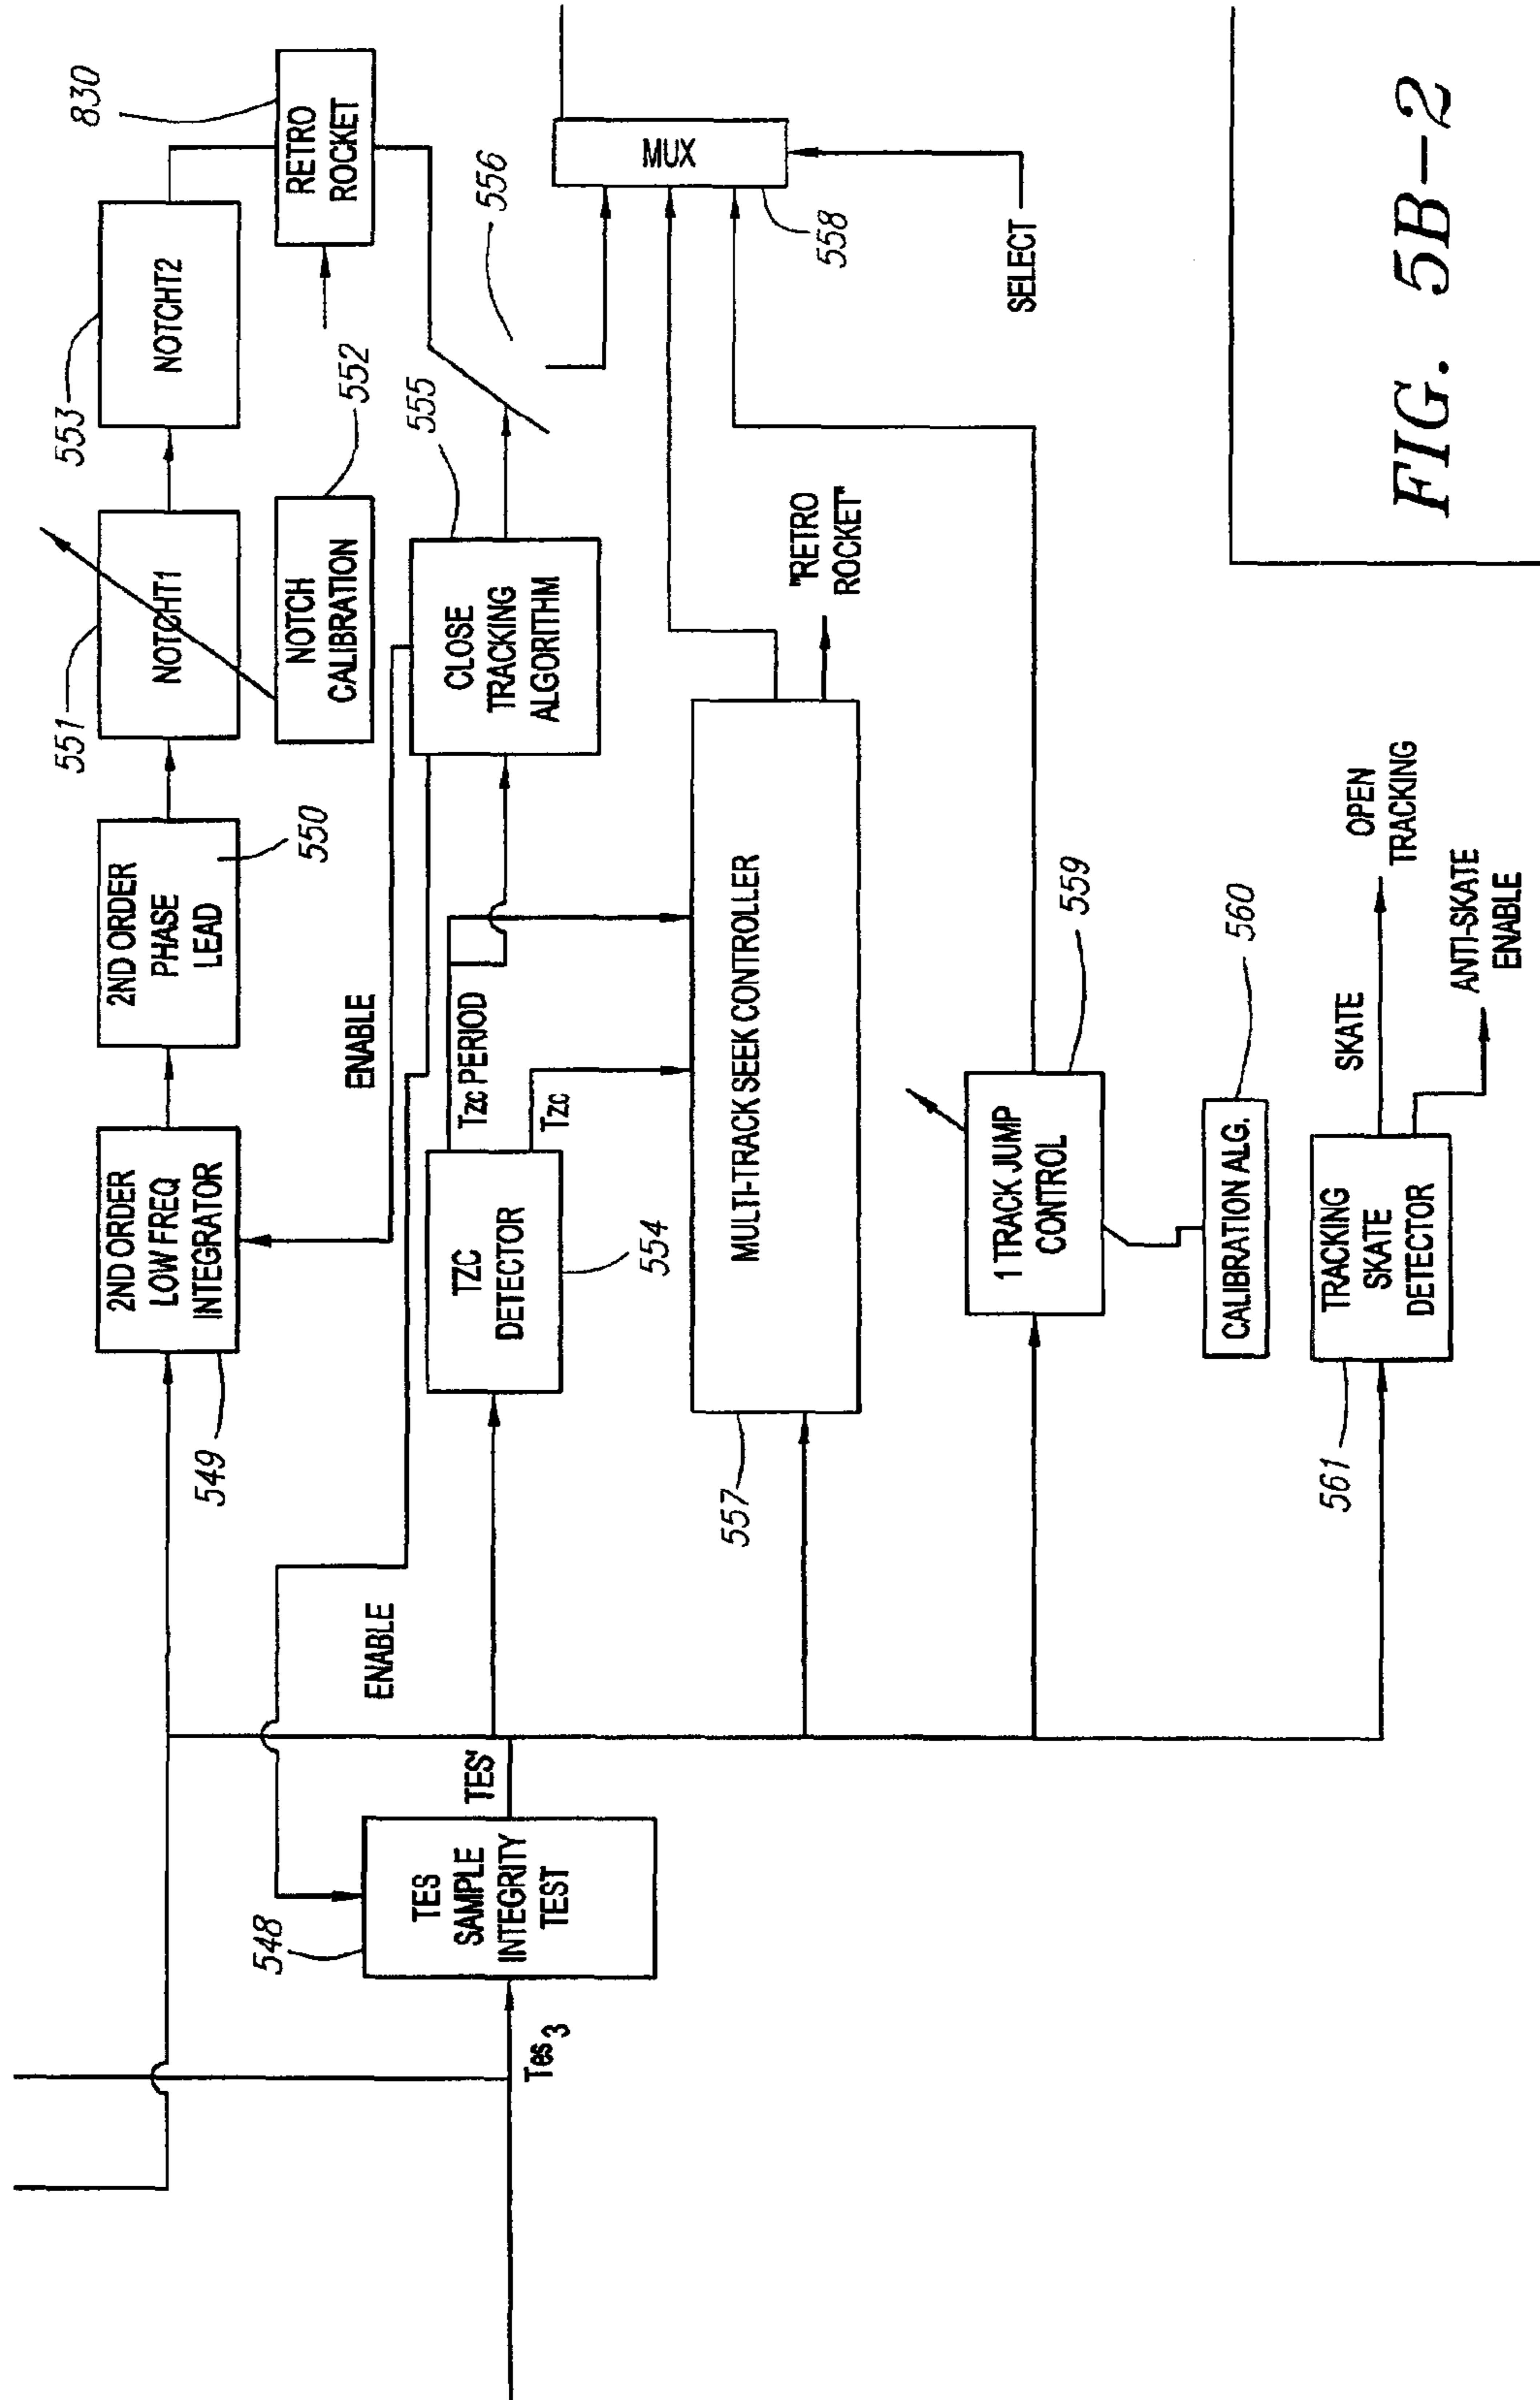 553
NOTCHT2
551
NOTCHT1
2ND ORDER
PHASE
LEAD
550
2ND ORDER
LOW FREQ
INTEGRATOR
549
830
RETRO
ROCKET
552
NOTCH
CALIBRATION
556
555
CLOSE
TRACKING
ALGORITHM
ENABLE
ENABLE
TZC PERIOD
TZC
TZC
DETECTOR
554
MUX
558
SELECT
"RETRO
ROCKET"
MULTI-TRACK SEEK CONTROLLER
557
TES'
TES
SAMPLE
INTEGRITY
TEST
548
Tes3
1 TRACK JUMP
CONTROL
559
560
CALIBRATION ALG.
TRACKING
SKATE
DETECTOR
561
SKATE
OPEN
TRACKING
ANTI-SKATE
ENABLE
FIG. 5B-2